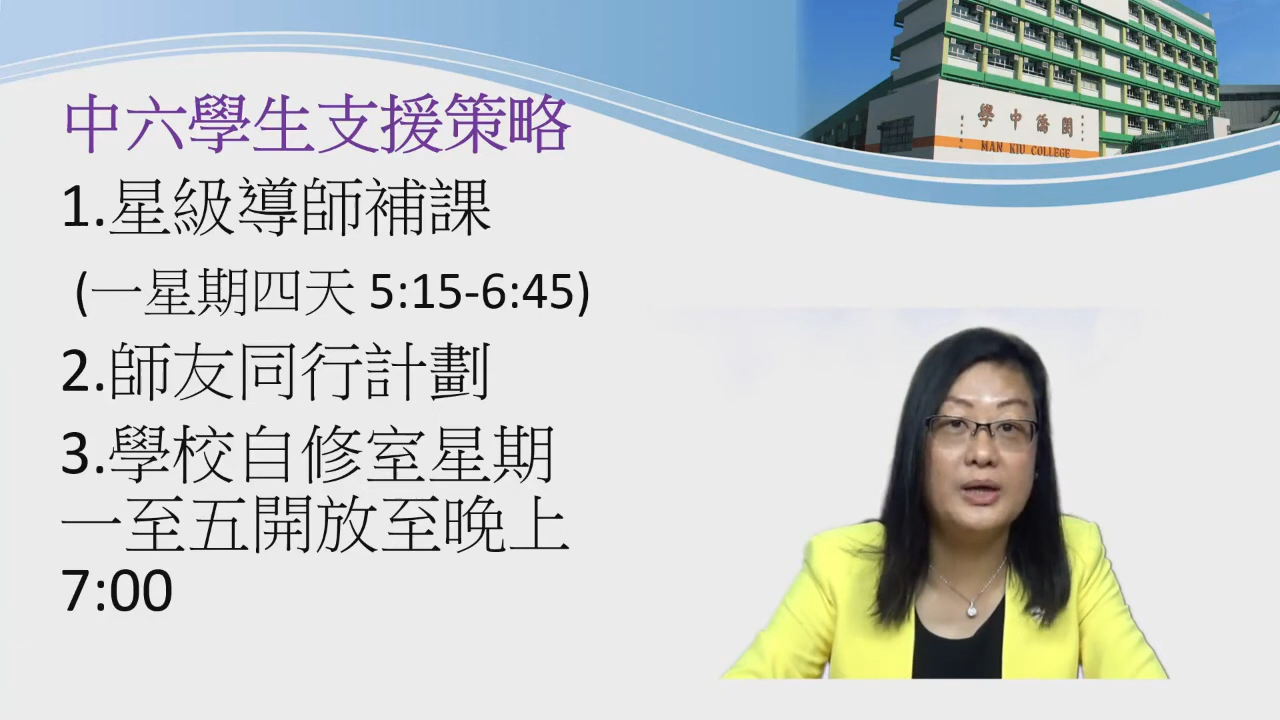 中六學生支援策略
1.星級導師補課
(一星期四天 5:15-6:45)
2.師友同行計劃
3.學校自修室星期
一至五開放至晚上
7:00
學中僑閩
MAN KIU COLLEGE